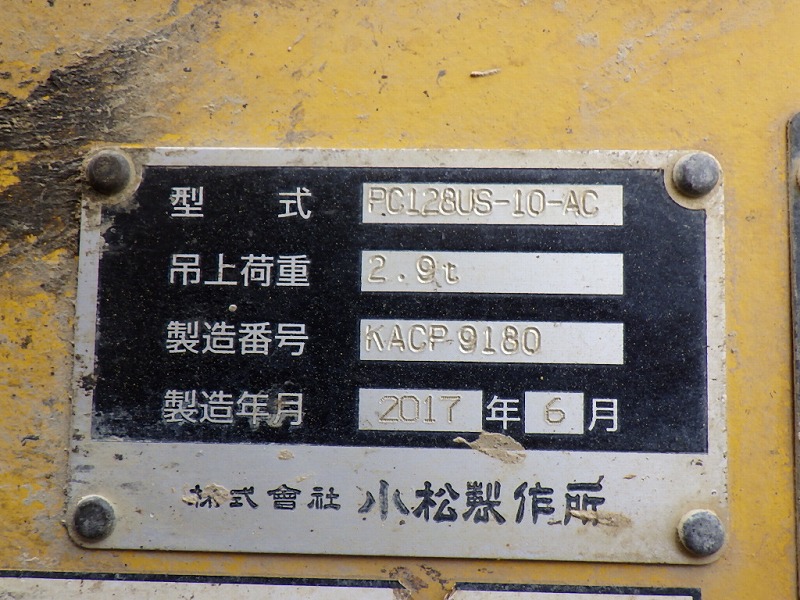 型式 PC128US-10-AC
吊上荷重 2.9t
製造番号 KACP-9180
製造年月 2017年6月
株式會社 小松製作所